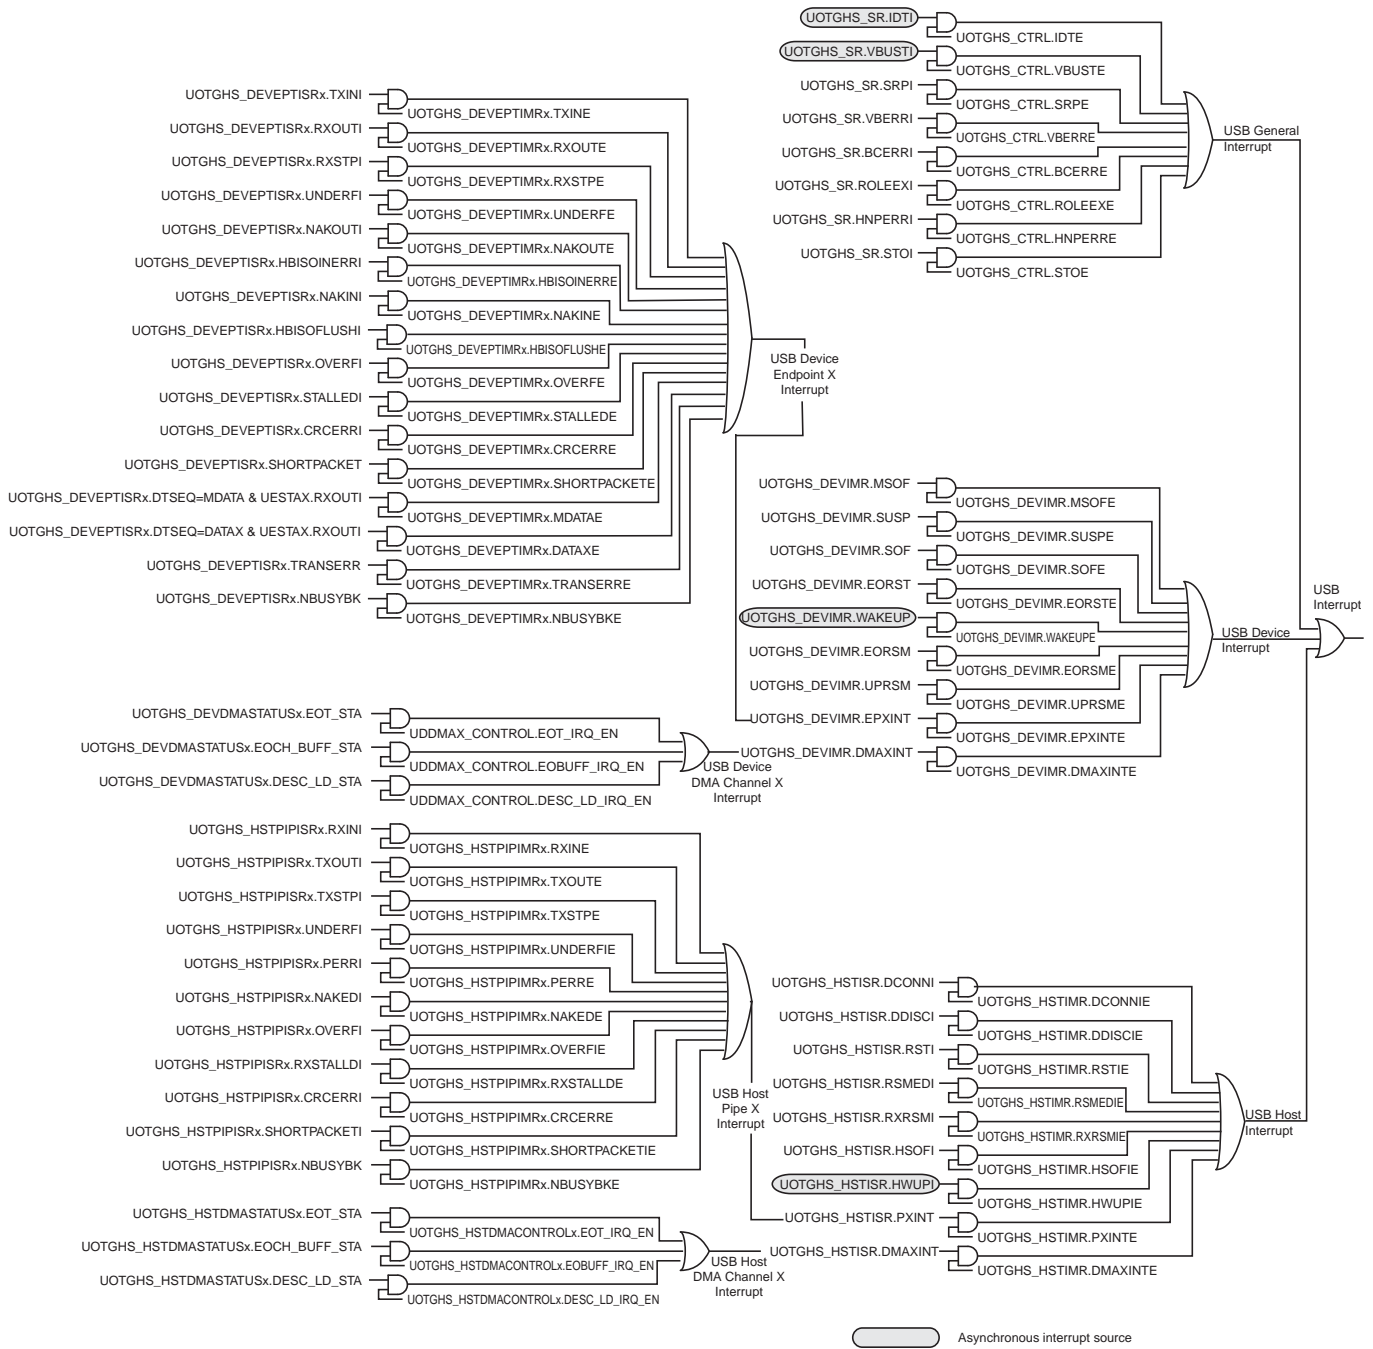 UOTGHS_SR.IDTI
UOTGHS_CTRL.IDTE
UOTGHS_SR.VBUSTI
UOTGHS_CTRL.VBUSTE
UOTGHS_SR.SRPI
UOTGHS_CTRL.SRPE
UOTGHS_SR.VBERRI
UOTGHS_CTRL.VBERRE
UOTGHS_SR.BCERRI
UOTGHS_CTRL.BCERRE
UOTGHS_SR.ROLEEXI
UOTGHS_CTRL.ROLEEXE
UOTGHS_SR.HNPERRI
UOTGHS_CTRL.HNPERRE
UOTGHS_SR.STOI
UOTGHS_CTRL.STOE
USB General
Interrupt
UOTGHS_DEVEPTISRx.TXINI
UOTGHS_DEVEPTIMRx.TXINE
UOTGHS_DEVEPTISRx.RXOUTI
UOTGHS_DEVEPTIMRx.RXOUTE
UOTGHS_DEVEPTISRx.RXSTPI
UOTGHS_DEVEPTIMRx.RXSTPE
UOTGHS_DEVEPTISRx.UNDERFI
UOTGHS_DEVEPTIMRx.UNDERFE
UOTGHS_DEVEPTISRx.NAKOUTI
UOTGHS_DEVEPTIMRx.NAKOUTE
UOTGHS_DEVEPTISRx.HBISOINERRI
UOTGHS_DEVEPTIMRx.HBISOINERRE
UOTGHS_DEVEPTISRx.NAKINI
UOTGHS_DEVEPTIMRx.NAKINE
UOTGHS_DEVEPTISRx.HBISOFLUSHI
UOTGHS_DEVEPTIMRx.HBISOFLUSHE
UOTGHS_DEVEPTISRx.OVERFI
UOTGHS_DEVEPTIMRx.OVERFE
UOTGHS_DEVEPTISRx.STALLEDI
UOTGHS_DEVEPTIMRx.STALLEDE
UOTGHS_DEVEPTISRx.CRCERRI
UOTGHS_DEVEPTIMRx.CRCERRE
UOTGHS_DEVEPTISRx.SHORTPACKET
UOTGHS_DEVEPTIMRx.SHORTPACKETE
UOTGHS_DEVEPTISRx.DTSEQ=MDATA & UESTAX.RXOUTI
UOTGHS_DEVEPTIMRx.MDATAE
UOTGHS_DEVEPTISRx.DTSEQ=DATAX & UESTAX.RXOUTI
UOTGHS_DEVEPTIMRx.DATAXE
UOTGHS_DEVEPTISRx.TRANSERR
UOTGHS_DEVEPTIMRx.TRANSERRE
UOTGHS_DEVEPTISRx.NBUSYBK
UOTGHS_DEVEPTIMRx.NBUSYBKE
USB Device
Endpoint X
Interrupt
UOTGHS_DEVIMR.MSOF
UOTGHS_DEVIMR.MSOFE
UOTGHS_DEVIMR.SUSP
UOTGHS_DEVIMR.SUSPE
UOTGHS_DEVIMR.SOF
UOTGHS_DEVIMR.SOFE
UOTGHS_DEVIMR.EORST
UOTGHS_DEVIMR.EORSTE
UOTGHS_DEVIMR.WAKEUP
UOTGHS_DEVIMR.WAKEUPE
UOTGHS_DEVIMR.EORSM
UOTGHS_DEVIMR.EORSME
UOTGHS_DEVIMR.UPRSM
UOTGHS_DEVIMR.UPRSME
UOTGHS_DEVIMR.EPXINT
UOTGHS_DEVIMR.EPXINTE
UOTGHS_DEVIMR.DMAXINT
UOTGHS_DEVIMR.DMAXINTE
USB Device
Interrupt
USB
Interrupt
UOTGHS_DEVDMASTATUSx.EOT_STA
UDDMAX_CONTROL.EOT_IRQ_EN
UOTGHS_DEVDMASTATUSx.EOCH_BUFF_STA
UDDMAX_CONTROL.EOBUFF_IRQ_EN
UOTGHS_DEVDMASTATUSx.DESC_LD_STA
UDDMAX_CONTROL.DESC_LD_IRQ_EN
USB Device
DMA Channel X
Interrupt
UOTGHS_HSTPIPISRx.RXINI
UOTGHS_HSTPIPIMRx.RXINE
UOTGHS_HSTPIPISRx.TXOUTI
UOTGHS_HSTPIPIMRx.TXOUTE
UOTGHS_HSTPIPISRx.TXSTPI
UOTGHS_HSTPIPIMRx.TXSTPE
UOTGHS_HSTPIPISRx.UNDERFI
UOTGHS_HSTPIPIMRx.UNDERFIE
UOTGHS_HSTPIPISRx.PERRI
UOTGHS_HSTPIPIMRx.PERRE
UOTGHS_HSTPIPISRx.NAKEDI
UOTGHS_HSTPIPIMRx.NAKEDE
UOTGHS_HSTPIPISRx.OVERFI
UOTGHS_HSTPIPIMRx.OVERFIE
UOTGHS_HSTPIPISRx.RXSTALLDI
UOTGHS_HSTPIPIMRx.RXSTALLDE
UOTGHS_HSTPIPISRx.CRCERRI
UOTGHS_HSTPIPIMRx.CRCERRE
UOTGHS_HSTPIPISRx.SHORTPACKETI
UOTGHS_HSTPIPIMRx.SHORTPACKETIE
UOTGHS_HSTPIPISRx.NBUSYBK
UOTGHS_HSTPIPIMRx.NBUSYBKE
USB Host
Pipe X
Interrupt
UOTGHS_HSTISR.DCONNI
UOTGHS_HSTIMR.DCONNIE
UOTGHS_HSTISR.DDISCI
UOTGHS_HSTIMR.DDISCIE
UOTGHS_HSTISR.RSTI
UOTGHS_HSTIMR.RSTIE
UOTGHS_HSTISR.RSMEDI
UOTGHS_HSTIMR.RSMEDIE
UOTGHS_HSTISR.RXRSMI
UOTGHS_HSTIMR.RXRSMIE
UOTGHS_HSTISR.HSOFI
UOTGHS_HSTIMR.HSOFIE
UOTGHS_HSTISR.HWUPI
UOTGHS_HSTIMR.HWUPIE
UOTGHS_HSTISR.PXINT
UOTGHS_HSTIMR.PXINTE
UOTGHS_HSTISR.DMAXINT
UOTGHS_HSTIMR.DMAXINTE
USB Host
Interrupt
UOTGHS_HSTDMASTATUSx.EOT_STA
UOTGHS_HSTDMACONTROLx.EOT_IRQ_EN
UOTGHS_HSTDMASTATUSx.EOCH_BUFF_STA
UOTGHS_HSTDMACONTROLx.EOBUFF_IRQ_EN
UOTGHS_HSTDMASTATUSx.DESC_LD_STA
UOTGHS_HSTDMACONTROLx.DESC_LD_IRQ_EN
USB Host
DMA Channel X
Interrupt
Asynchronous interrupt source